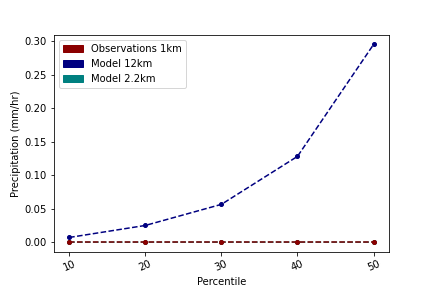 Observations 1km
Model 12km
Model 2.2km
Precipitation (mm/hr)
0.30
0.25
0.20
0.15
0.10
0.05
0.00
10 20 30 40 50
Percentile